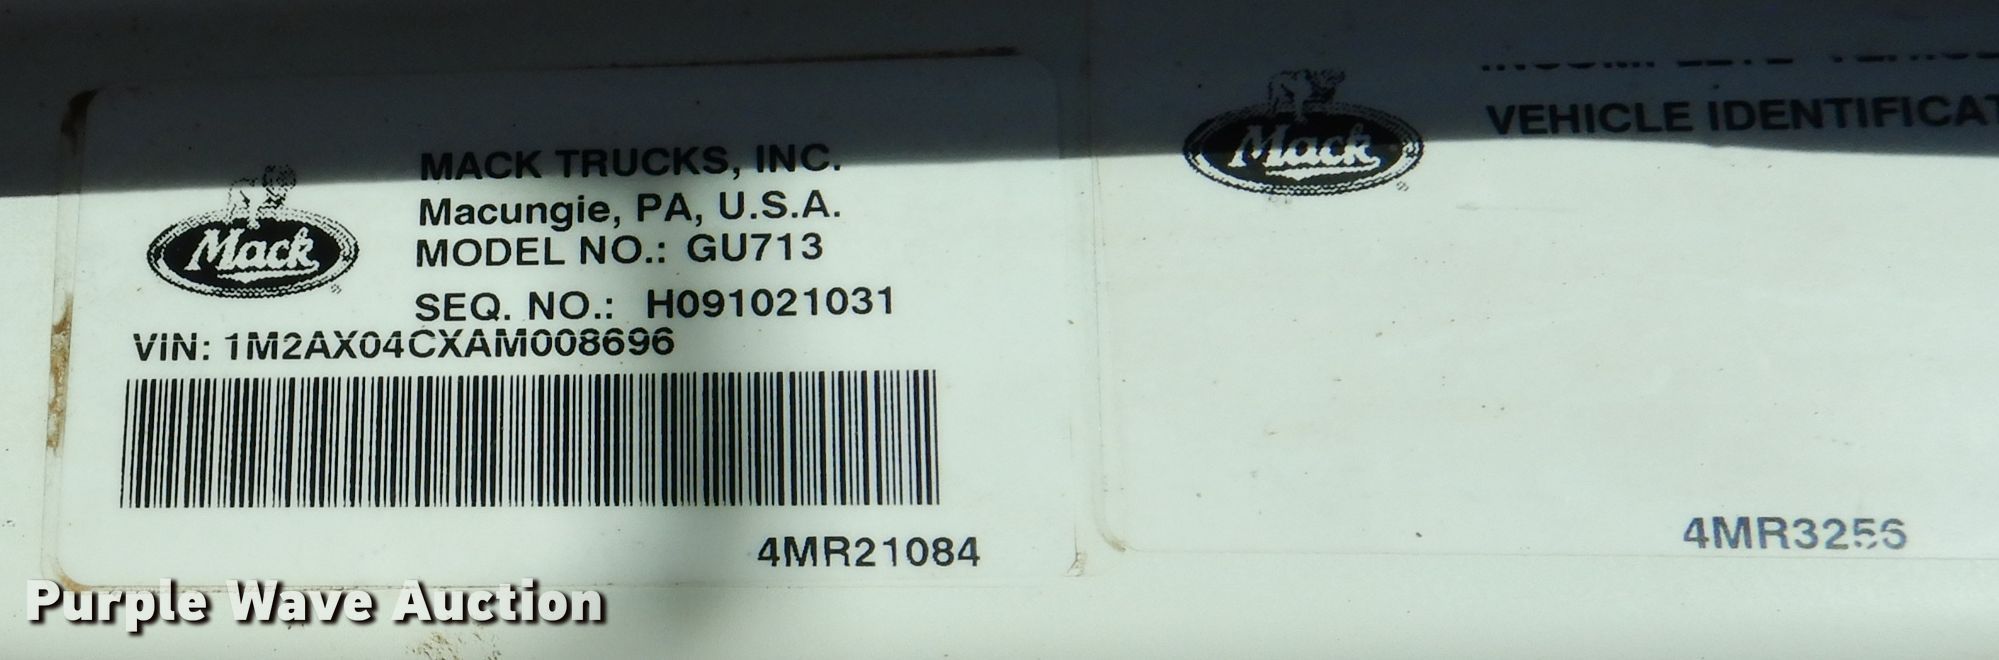 MACK TRUCKS, INC.
Macungie, PA, U.S.A.
MODEL NO.: GU713
SEQ. NO.: H091021031
VIN: 1M2AX04CXAM008696
Mack
4MR21084
Mack
VEHICLE IDENTIFICAT
4MR3256
Purple Wave Auction